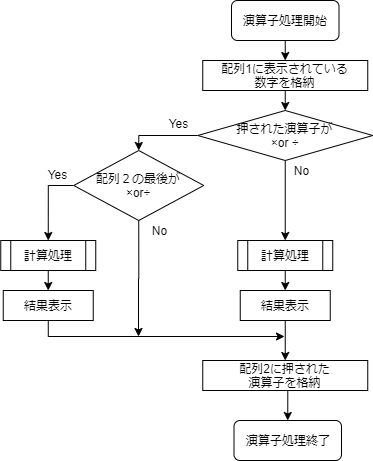 演算子処理開始
配列1に表示されている
数字を格納
押された演算子が
×or ÷
Yes
No
配列２の最後が
×or÷
Yes
No
計算処理
計算処理
結果表示
結果表示
配列2に押された
演算子を格納
演算子処理終了